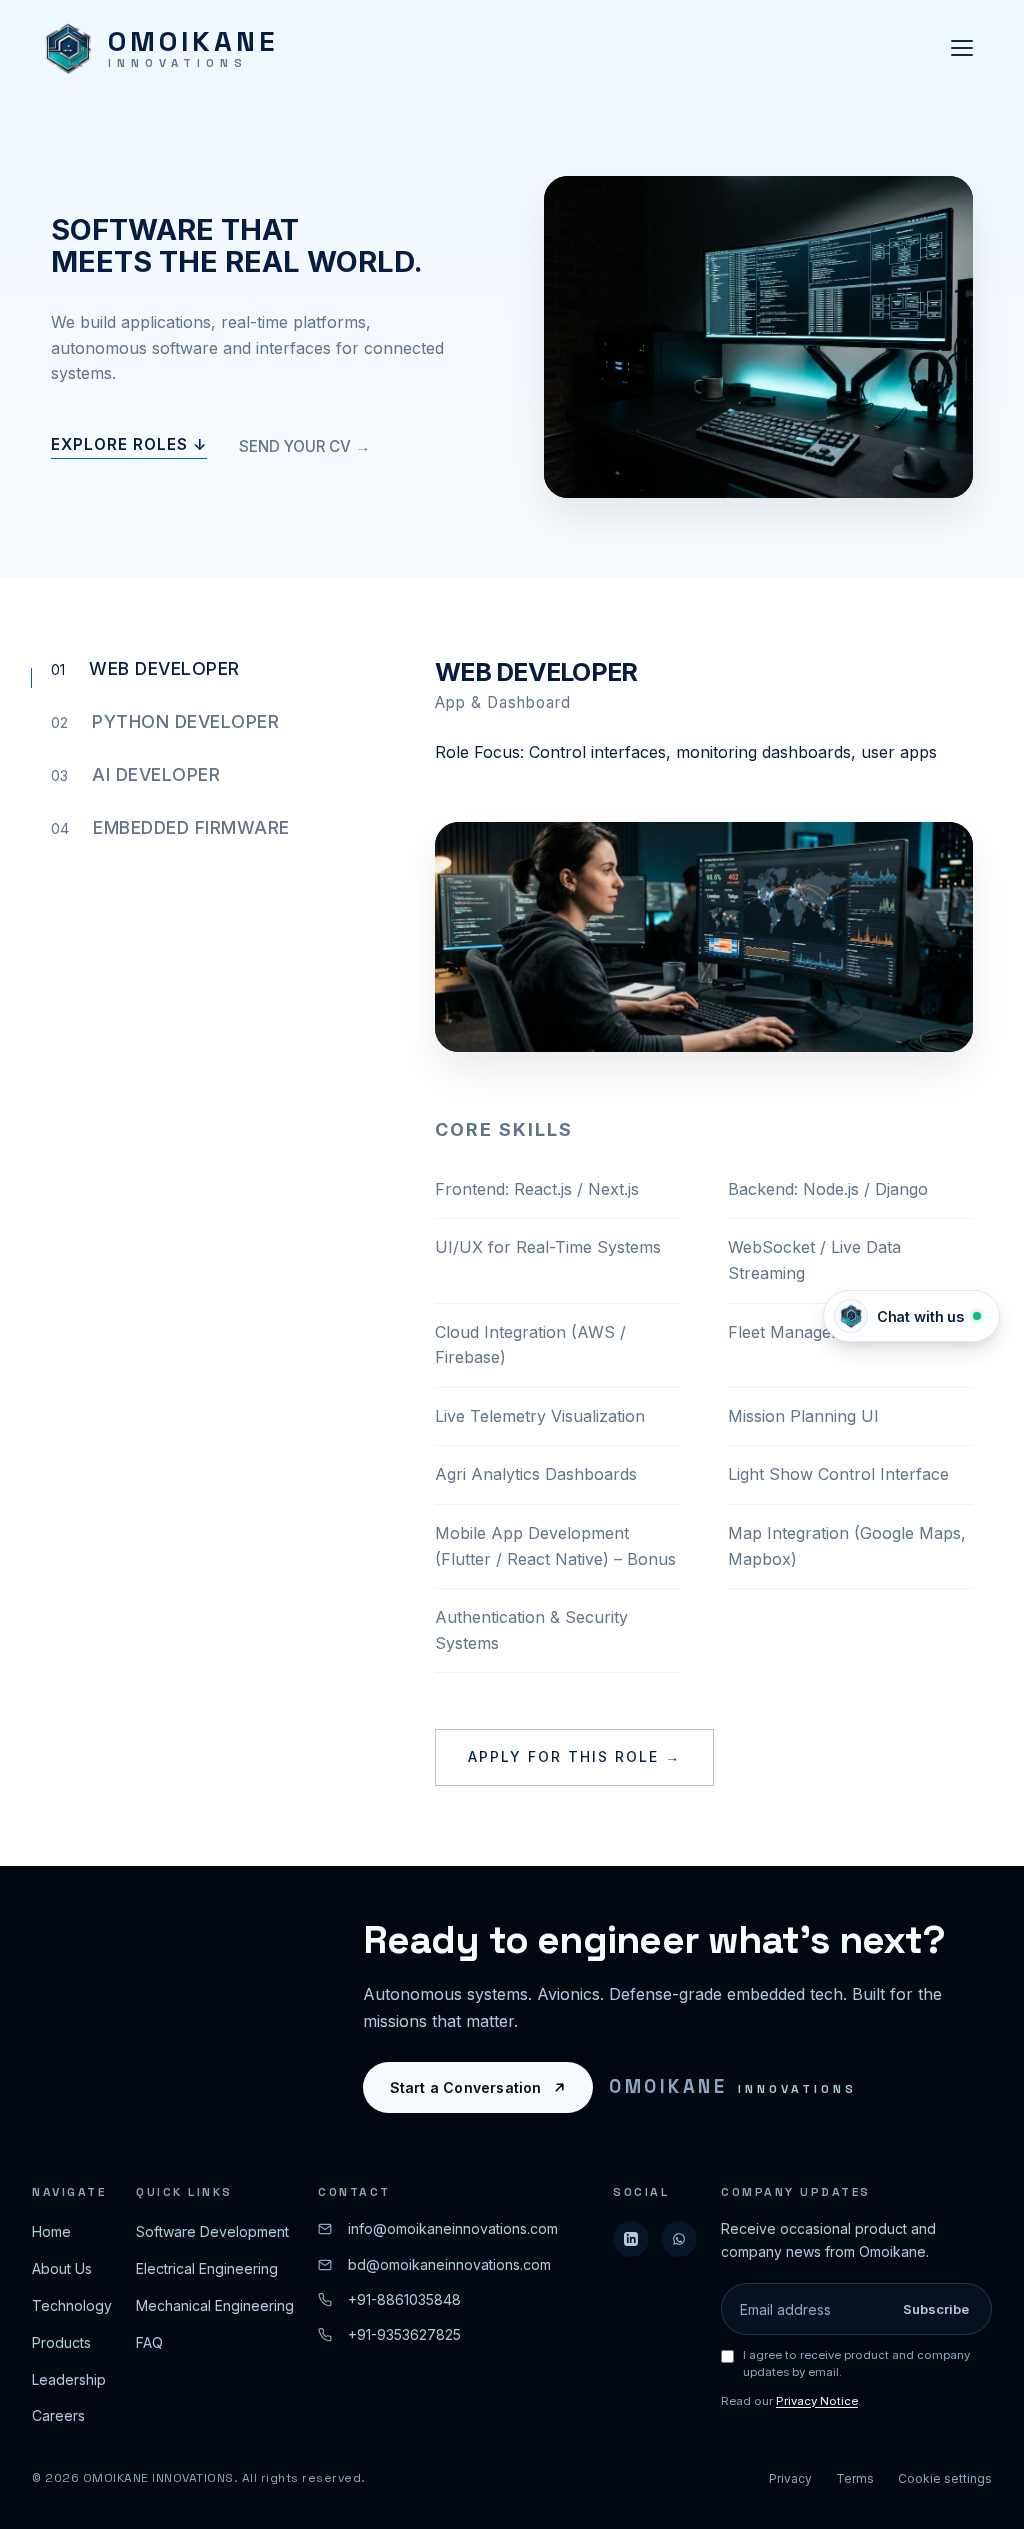 OMOIKANE
INNOVATIONS
SOFTWARE THAT
MEETS THE REAL WORLD.
We build applications, real-time platforms,
autonomous software and interfaces for connected
systems.
EXPLORE ROLES ↓
SEND YOUR CV →
01 WEB DEVELOPER
02 PYTHON DEVELOPER
03 AI DEVELOPER
04 EMBEDDED FIRMWARE
WEB DEVELOPER
App & Dashboard
Role Focus: Control interfaces, monitoring dashboards, user apps
CORE SKILLS
Frontend: React.js / Next.js
Backend: Node.js / Django
UI/UX for Real-Time Systems
WebSocket / Live Data
Streaming
Cloud Integration (AWS /
Firebase)
Fleet
Chat with us
Live Telemetry Visualization
Mission Planning UI
Agri Analytics Dashboards
Light Show Control Interface
Mobile App Development
(Flutter / React Native) – Bonus
Map Integration (Google Maps,
Mapbox)
Authentication & Security
Systems
APPLY FOR THIS ROLE →
Ready to engineer what’s next?
Autonomous systems. Avionics. Defense-grade embedded tech. Built for the
missions that matter.
Start a Conversation ↗
OMOIKANE INNOVATIONS
NAVIGATE
Home
About Us
Technology
Products
Leadership
Careers
QUICK LINKS
Software Development
Electrical Engineering
Mechanical Engineering
FAQ
CONTACT
info@omoikaneinnovations.com
bd@omoikaneinnovations.com
+91-8861035848
+91-9353627825
SOCIAL
COMPANY UPDATES
Receive occasional product and
company news from Omoikane.
Email address
Subscribe
I agree to receive product and company
updates by email.
Read our Privacy Notice
© 2026 OMOIKANE INNOVATIONS. All rights reserved.
Privacy
Terms
Cookie settings